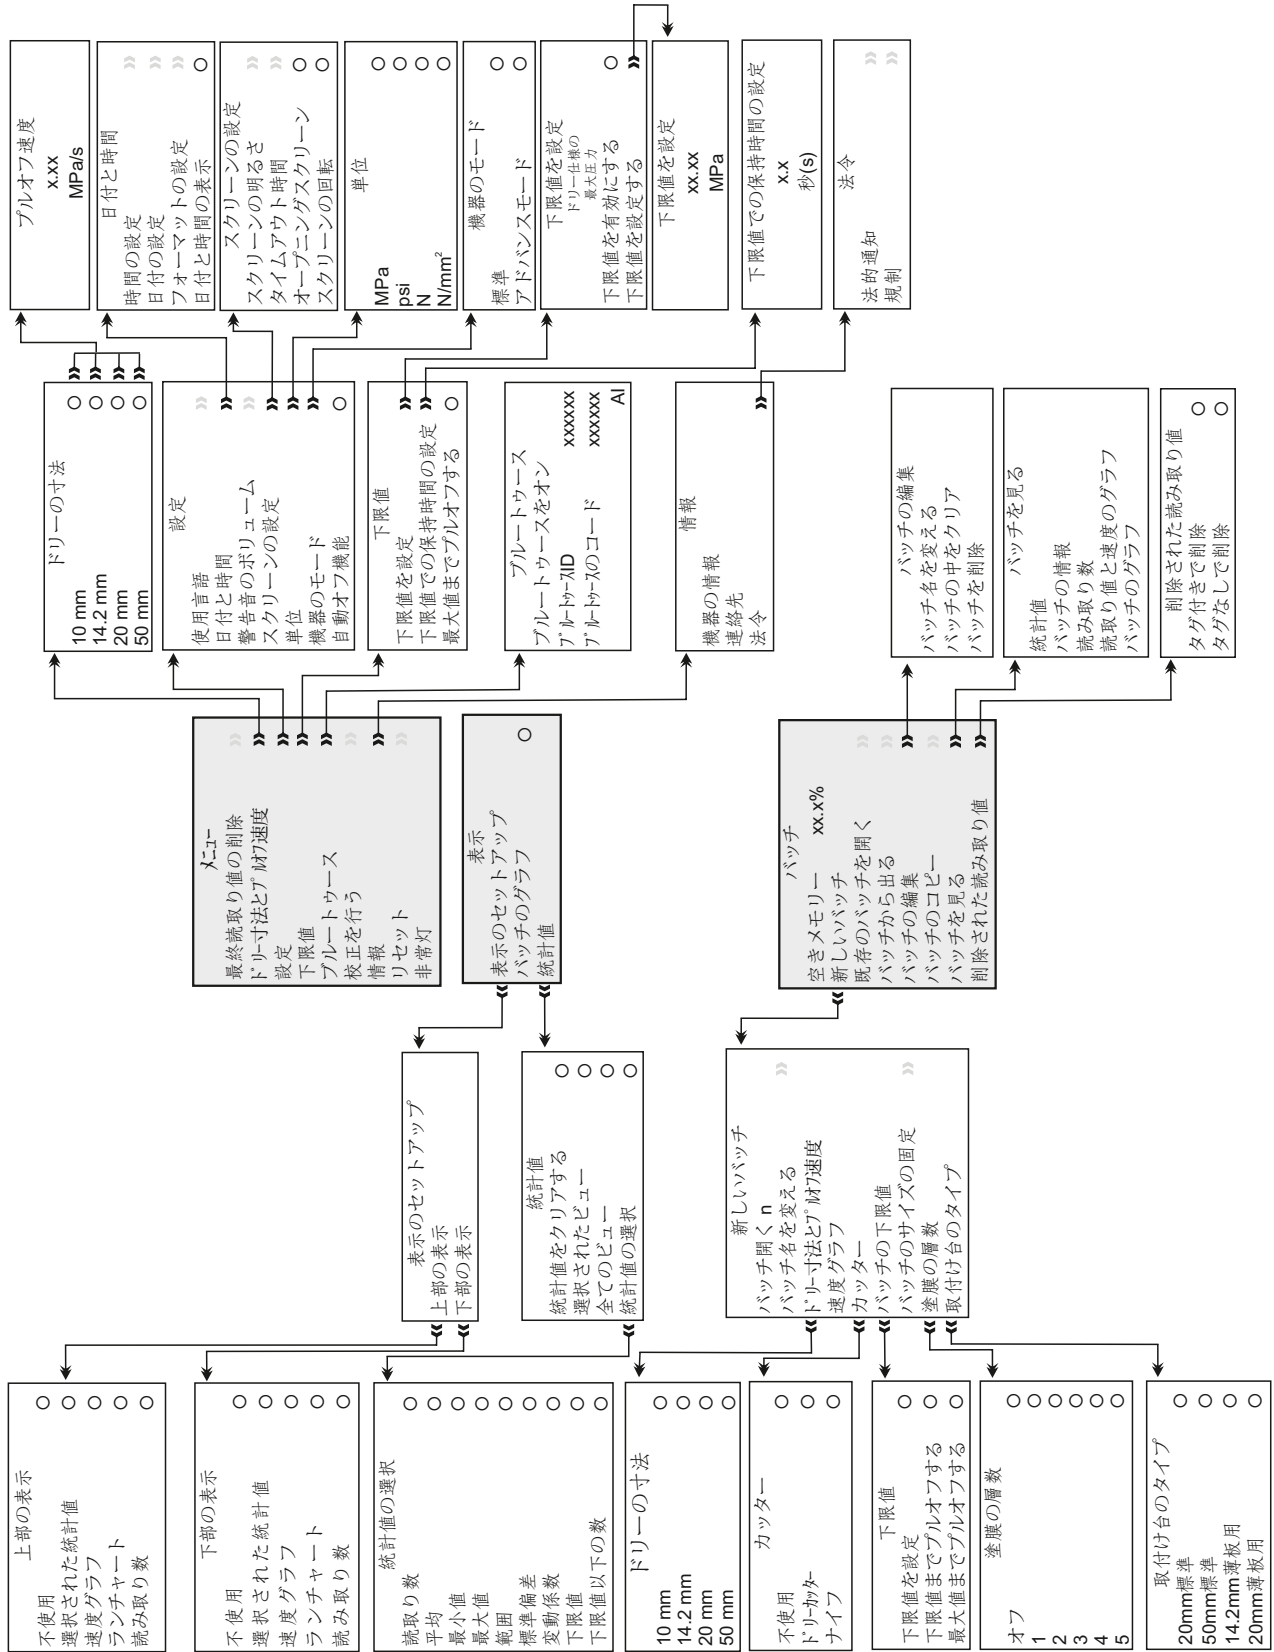 プルオフ速度
x.xx
MPa/s
日付と時間
時間の設定
日付の設定
フォーマットの設定
日付と時間の表示
スクリーンの設定
スクリーンの明るさ
タイムアウト時間
オープニングスクリーン
スクリーンの回転
単位
MPa
psi
N
N/mm²
機器のモード
標準
アドバンスモード
下限値を設定
ドリー仕様の
最大圧力
下限値を有効にする
下限値を設定する
下限値を設定
xx.xx
MPa
下限値での保持時間の設定
x.x
秒(s)
法令
法的通知
規制
ドリーの寸法
10 mm
14.2 mm
20 mm
50 mm
設定
使用言語
日付と時間
警告音のボリューム
スクリーンの設定
単位
機器のモード
自動オフ機能
下限値
下限値を設定
下限値での保持時間の設定
最大値までプルオフする
ブルートゥース
ブルートゥースをオン
ブルートゥースID xxxxxx
ブルートゥースのコード xxxxxx
AI
情報
機器の情報
連絡先
法令
バッチの編集
バッチ名を変える
バッチの中をクリア
バッチを削除
バッチを見る
統計値
バッチの情報
読み取り数
読取り値と速度のグラフ
バッチのグラフ
削除された読み取り値
タグ付きで削除
タグなしで削除
メニュー
最終読取り値の削除
ドリー寸法とプルオフ速度
設定
下限値
ブルートゥース
校正を行う
情報
リセット
非常灯
表示
表示のセットアップ
バッチのグラフ
統計値
バッチ
空きメモリー xx.x%
新しいバッチ
既存のバッチを開く
バッチから出る
バッチの編集
バッチのコピー
バッチを見る
削除された読み取り値
表示のセットアップ
上部の表示
下部の表示
統計値
統計値をクリアする
選択されたビュー
全てのビュー
統計値の選択
新しいバッチ
バッチ開く n
バッチ名を変える
ドリー寸法とプルオフ速度
速度グラフ
カッター
バッチの下限値
バッチのサイズの固定
塗膜の層数
取付け台のタイプ
上部の表示
不使用
選択された統計値
速度グラフ
ランチャート
読み取り数
下部の表示
不使用
選択された統計値
速度グラフ
ランチャート
読み取り数
統計値の選択
読取り数
平均
最小値
最大値
範囲
標準偏差
変動係数
下限値
下限値以下の数
ドリーの寸法
10 mm
14.2 mm
20 mm
50 mm
カッター
不使用
ドリーカッター
ナイフ
下限値
下限値を設定
下限値までプルオフする
最大値までプルオフする
塗膜の層数
オフ
1
2
3
4
5
取付け台のタイプ
20mm標準
50mm標準
14.2mm薄板用
20mm薄板用